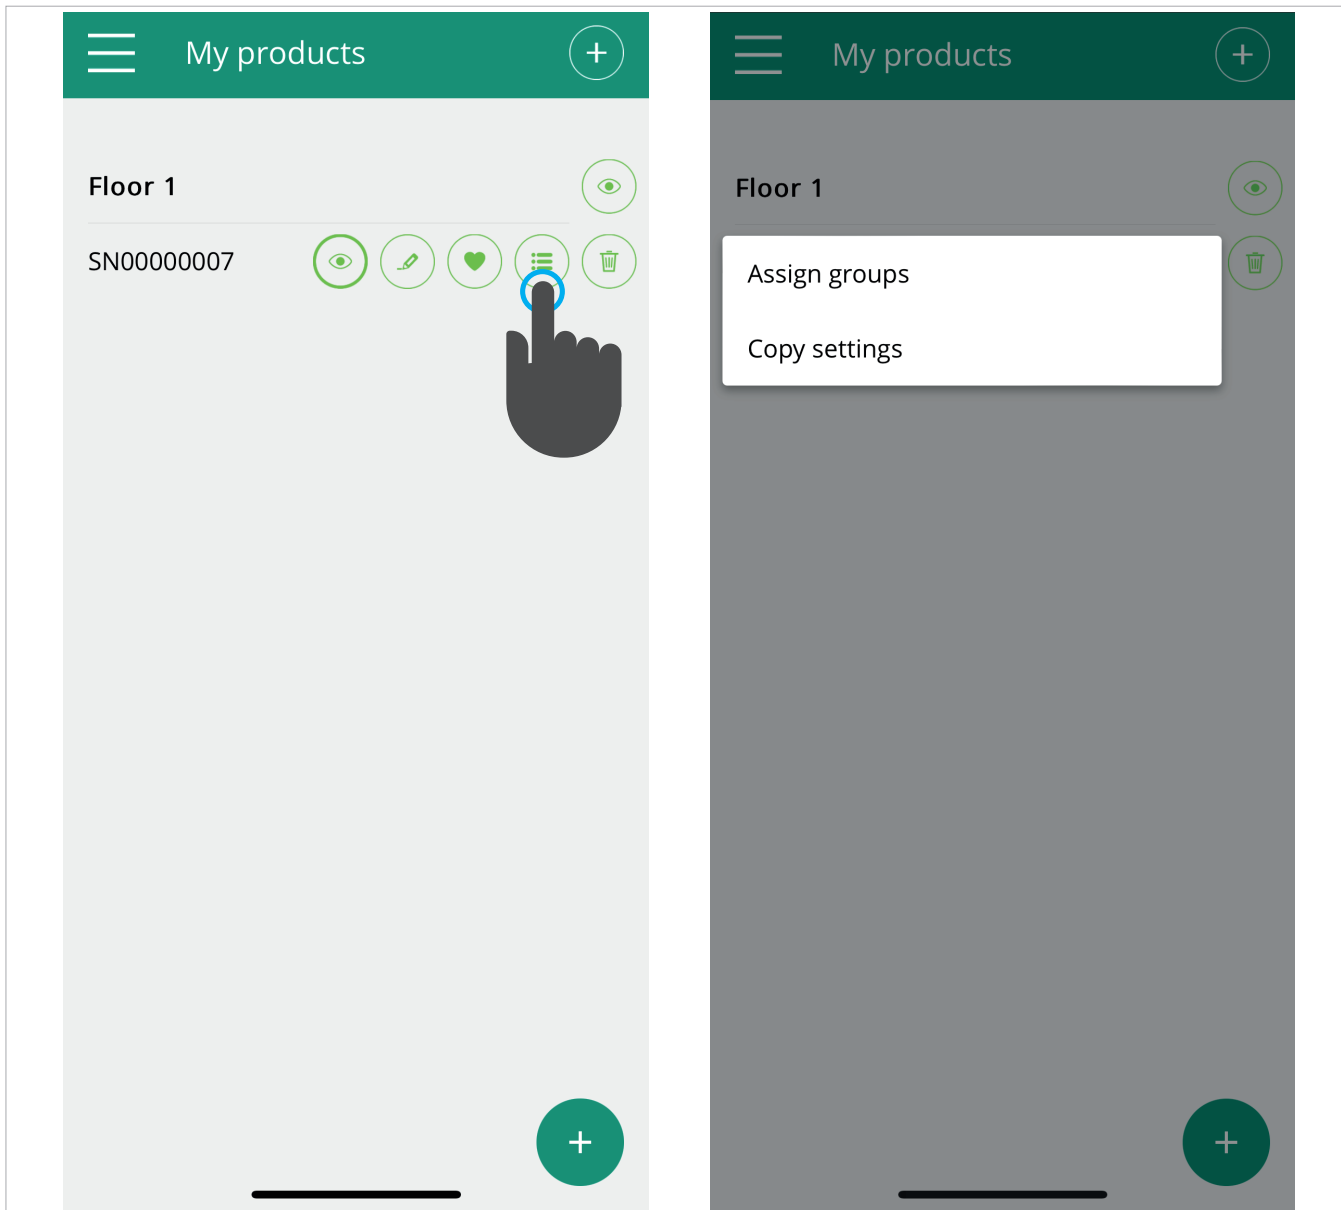 My products
Floor 1
SN00000007
My products
Floor 1
Assign groups
Copy settings